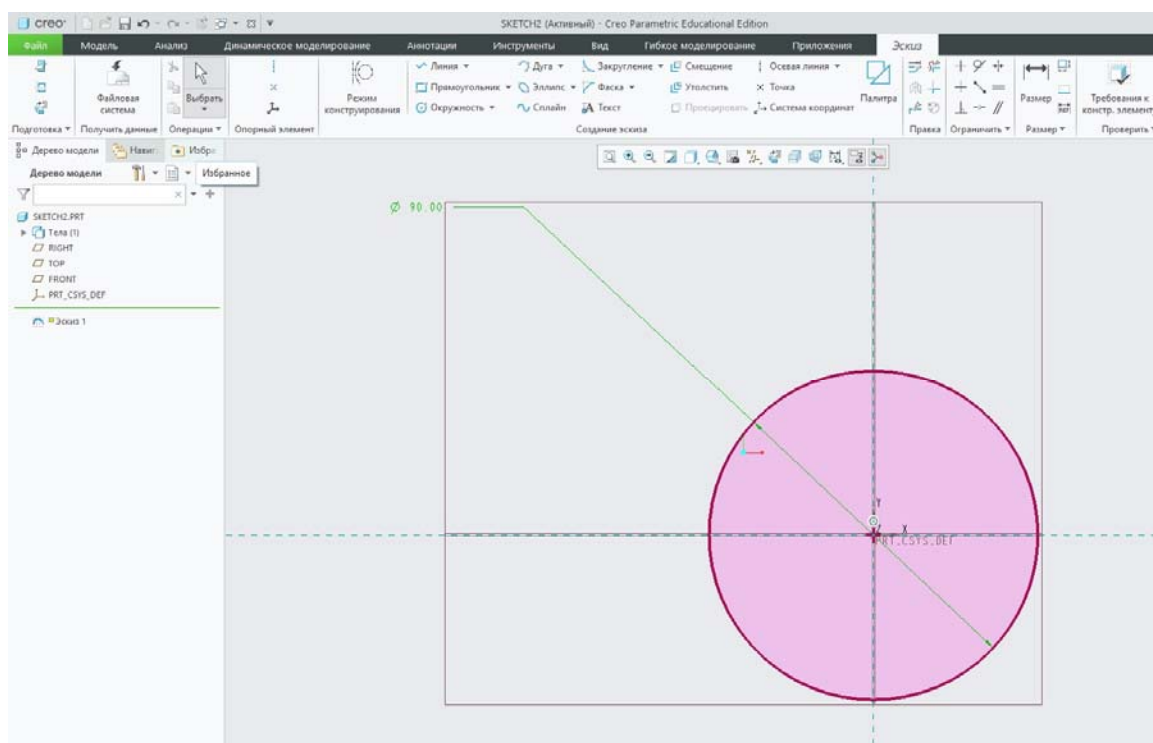 creo
SKETCH2 (Активный) - Creo Parametric Educational Edition
Файл Модель Анализ Динамическое моделирование Аннотации Инструменты Вид Гибкое моделирование Приложения Эскиз
Файловая система
Выбрать
Режим конструирования
Линия Дуга Закругление Смещение Осевая линия
Прямоугольник Эллипс Фаска Утолстить Точка
Окружность Сплайн Текст Проецировать Система координат
Палитра
Размер
Требования к констр. элемент
Подготовка Получить данные Операции Опорный элемент Создание эскиза Правка Ограничить Размер Проверить
Дерево модели Навиг Избра
Дерево модели Избранное
SKETCH2.PRT
Тела (1)
RIGHT
TOP
FRONT
PRT_CSYS_DEF
Эскиз 1
Ø 90.00
Y
Z X
PRT_CSYS_DEF